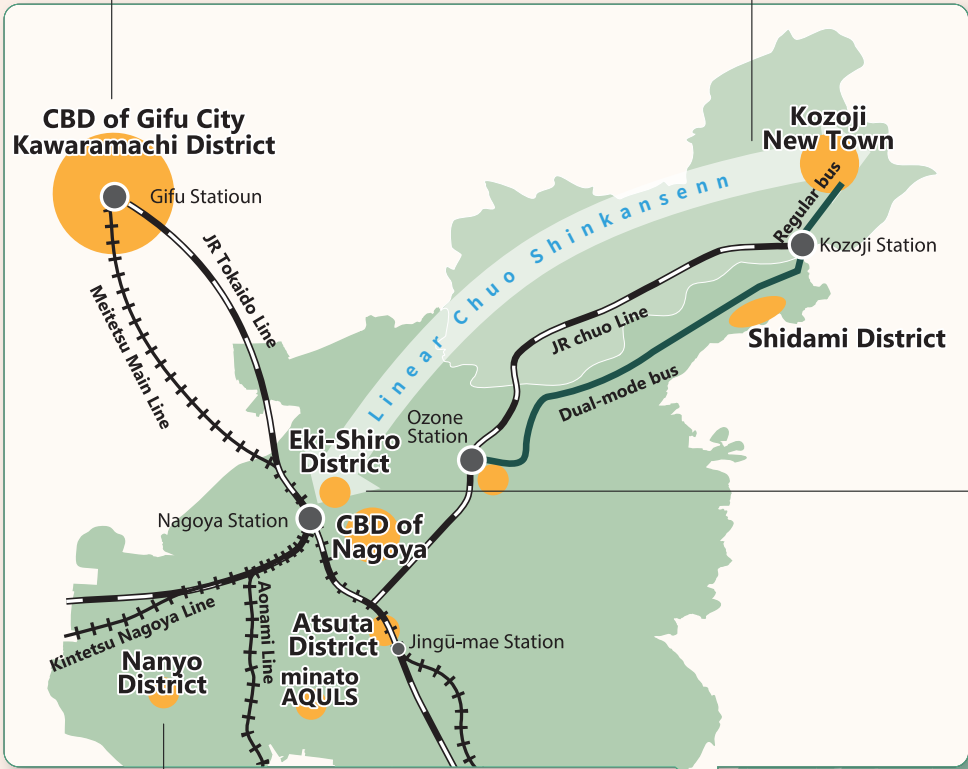 CBD of Gifu City
Kawaramachi District
Gifu Statioun
JR Tokaido Line
Meitetsu Main Line
Kozoji
New Town
Regular bus
Kozoji Station
Linear Chuo Shinkansenn
JR chuo Line
Shidami District
Dual-mode bus
Ozone
Station
Eki-Shiro
District
Nagoya Station
CBD of
Nagoya
Kintetsu Nagoya Line
Aonami Line
Atsuta
District
Jingū-mae Station
Nanyo
District
minato
AQULS